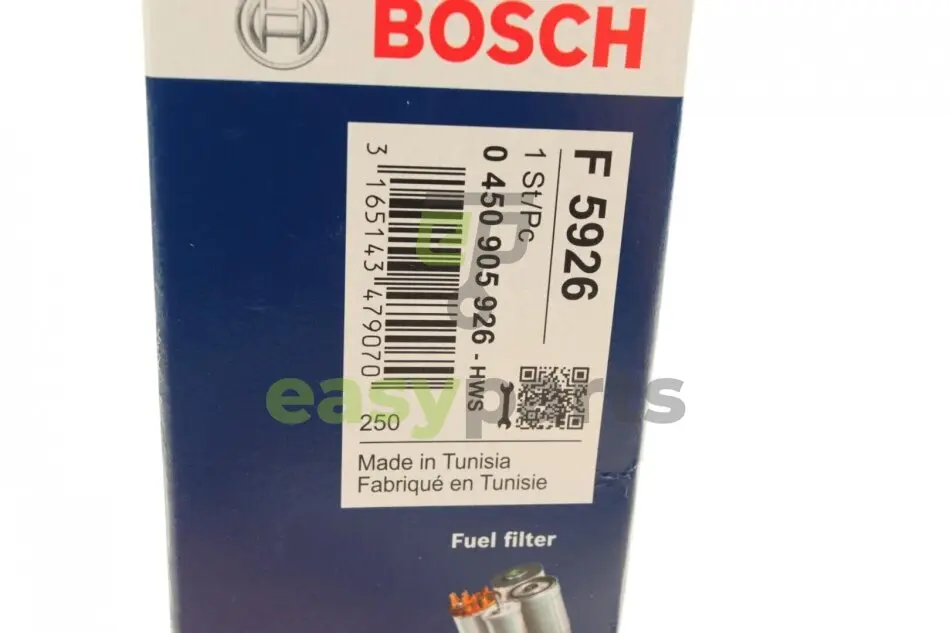 BOSCH
F 5926
1 St/Pc
0 450 905 926 - HWS
3 165143 479070
250
Made in Tunisia
Fabriqué en Tunisie
easyparts
Fuel filter